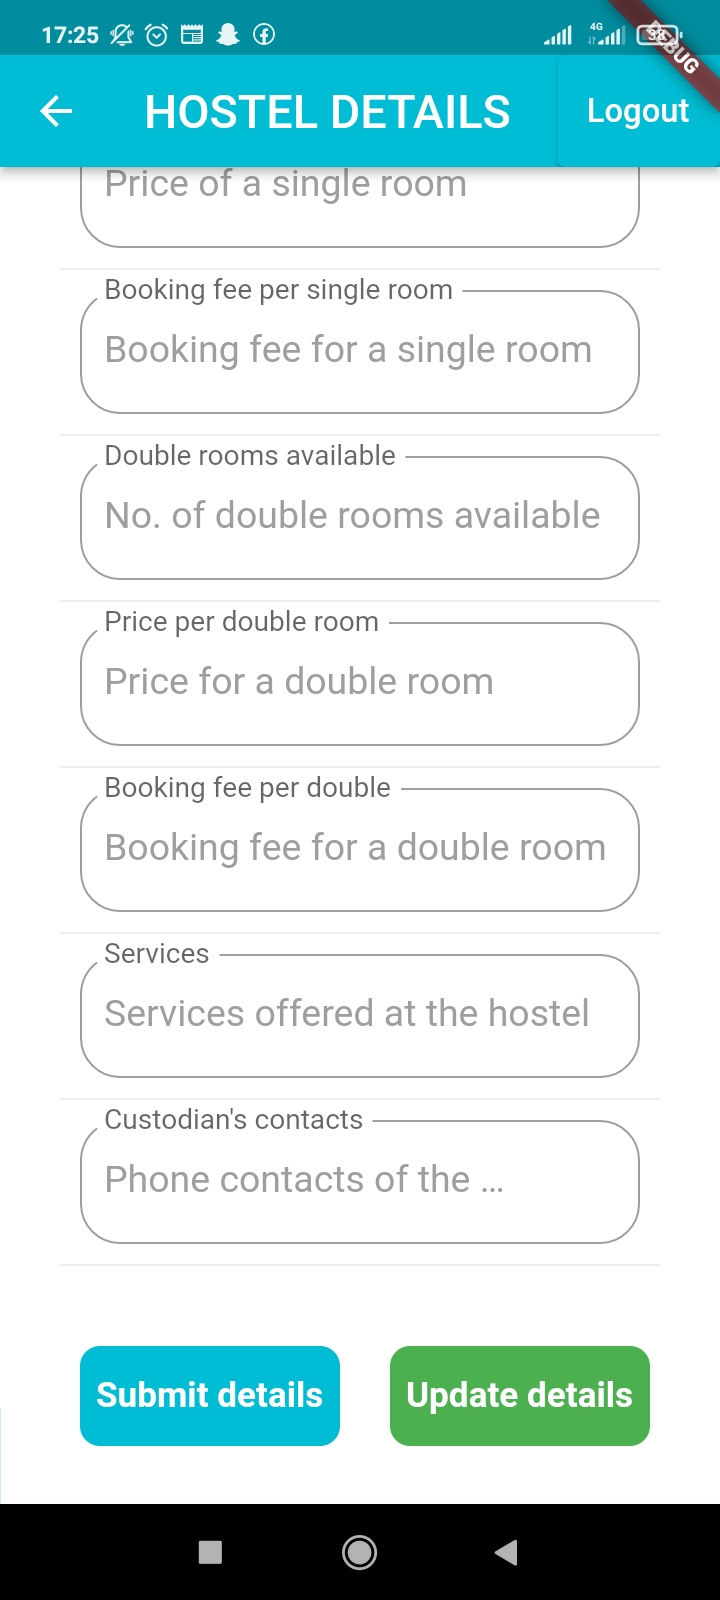 17:25
4G
38
DEBUG
HOSTEL DETAILS
Logout
Price of a single room
Booking fee per single room
Booking fee for a single room
Double rooms available
No. of double rooms available
Price per double room
Price for a double room
Booking fee per double
Booking fee for a double room
Services
Services offered at the hostel
Custodian's contacts
Phone contacts of the ...
Submit details
Update details